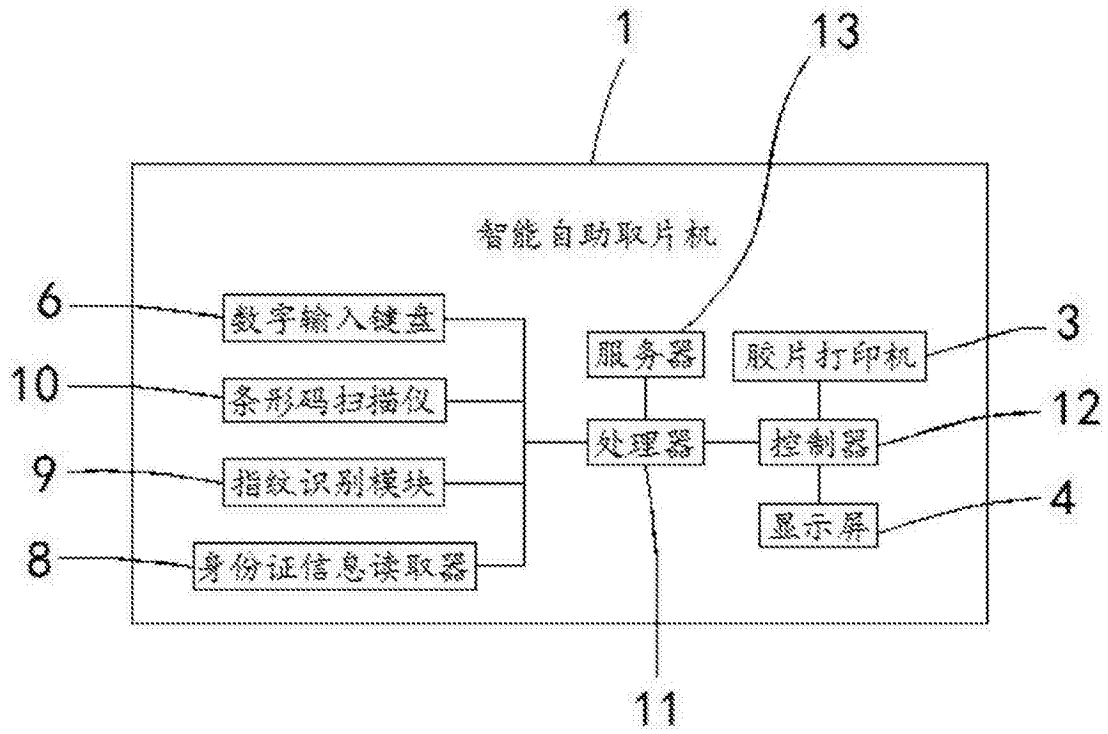 1
13
智能自助取片机
6
数字输入键盘
服务器
胶片打印机
3
10
条形码扫描仪
处理器
控制器
12
9
指纹识别模块
显示屏
4
8
身份证信息读取器
11